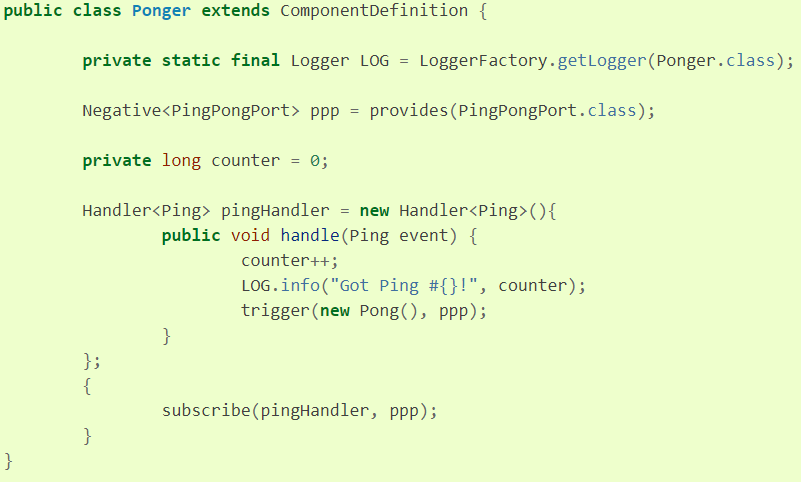 public class Ponger extends ComponentDefinition {
private static final Logger LOG = LoggerFactory.getLogger(Ponger.class);
Negative<PingPongPort> ppp = provides(PingPongPort.class);
private long counter = 0;
Handler<Ping> pingHandler = new Handler<Ping>(){
public void handle(Ping event) {
counter++;
LOG.info("Got Ping #{}!", counter);
trigger(new Pong(), ppp);
}
};
{
subscribe(pingHandler, ppp);
}
}